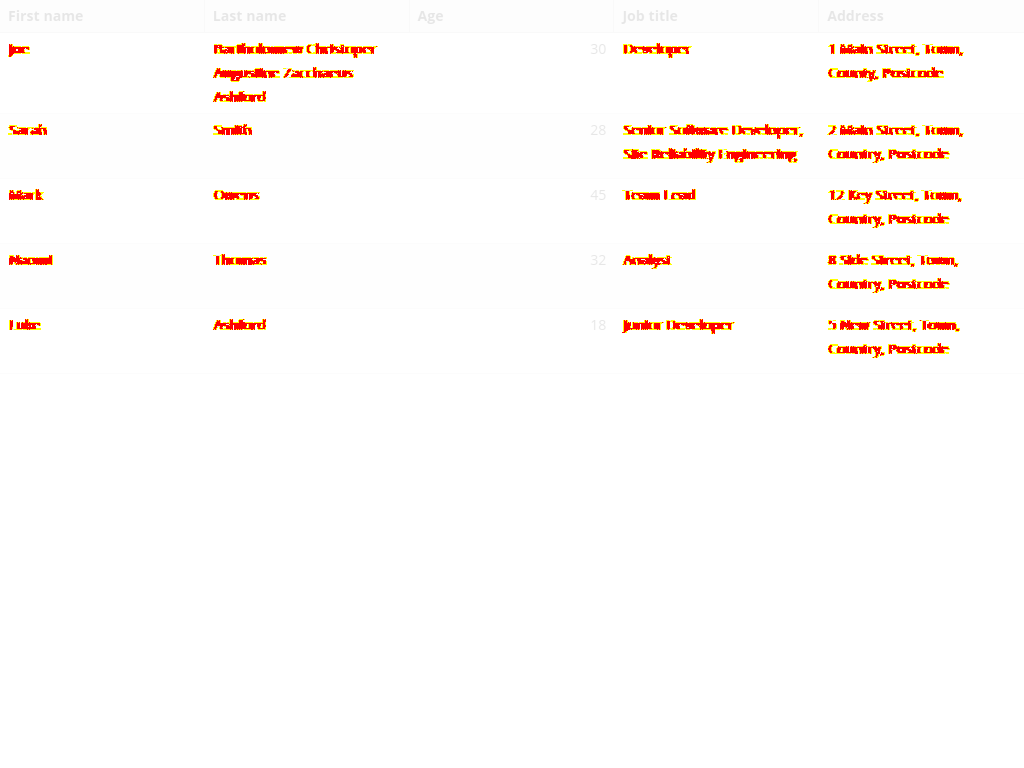 First name Last name Age Job title Address
Joe Bartholomew Christoper 30 Developer 1 Main Street, Town,
Augustine Zacchaeus County, Postcode
Ashford
Sarah Smith 28 Senior Software Developer, 2 Main Street, Town,
Site Reliability Engineering, Country, Postcode
Mark Owens 45 Team Lead 12 Key Street, Town,
Country, Postcode
Thomas 32 Analyst 8 Side Street, Town,
Country, Postcode
Luke Ashford 18 Junior Developer 5 New Street, Town,
Country, Postcode